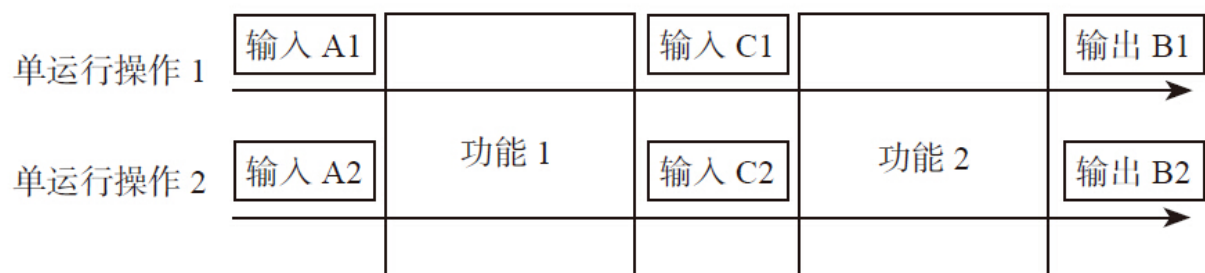 单运行操作 1
输入 A1
输入 C1
输出 B1
功能 1
功能 2
单运行操作 2
输入 A2
输入 C2
输出 B2